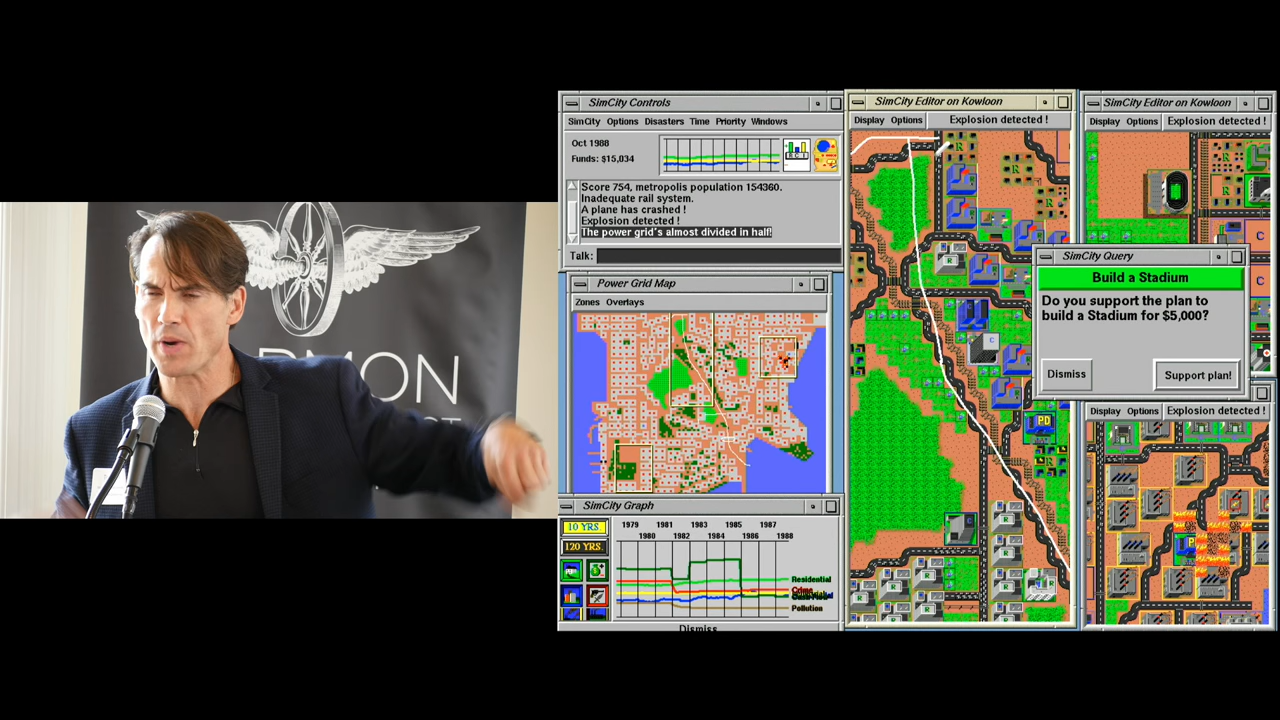 RMON
SimCity Controls
SimCity Options Disasters Time Priority Windows
Oct 1988
Funds: $15,034
R C I
Score 754, metropolis population 154360.
Inadequate rail system.
A plane has crashed !
Explosion detected !
The power grid's almost divided in half!
Talk:
Power Grid Map
Zones Overlays
SimCity Graph
10 YRS.
120 YRS.
1979 1981 1983 1985 1987
1980 1982 1984 1986 1988
Residential
Crime
Pollution
Dismiss
SimCity Editor on Kowloon
Display Options Explosion detected !
PD
SimCity Editor on Kowloon
Display Options Explosion detected !
SimCity Query
Build a Stadium
Do you support the plan to
build a Stadium for $5,000?
Dismiss Support plan!
Display Options Explosion detected !